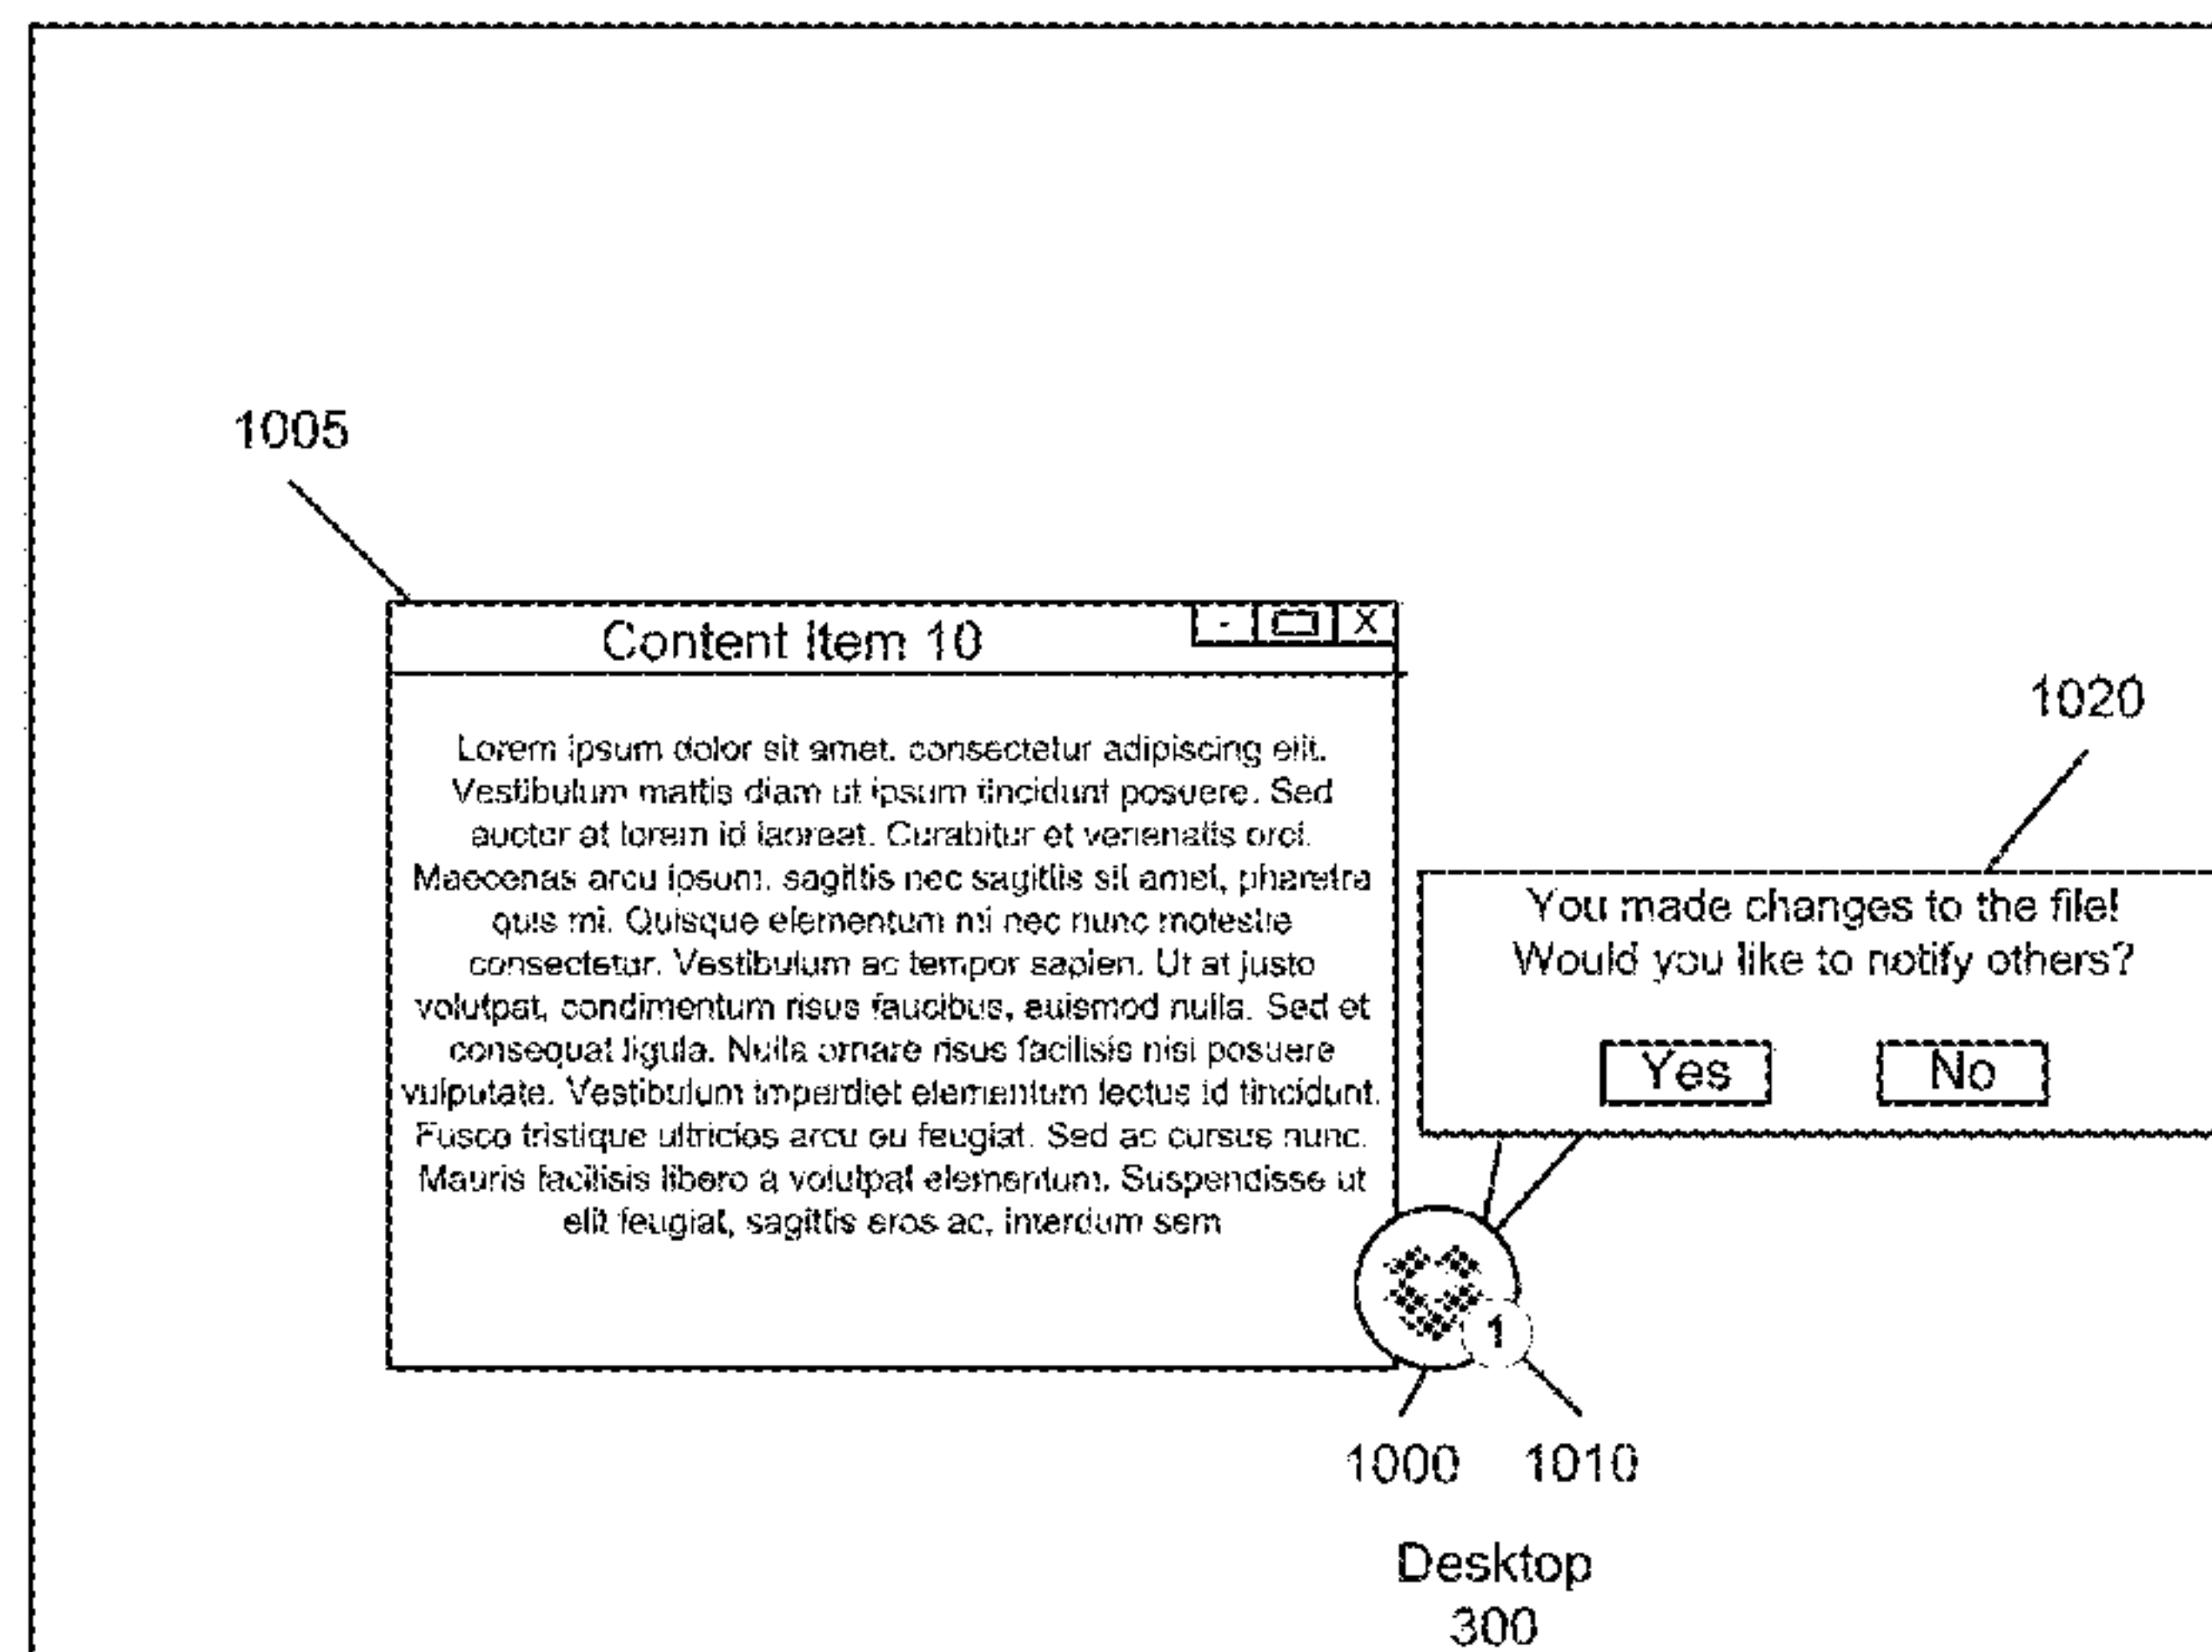 1005
Content Item 10
- X
1020
Lorem ipsum dolor sit amet, consectetur adipiscing elit.
Vestibulum mattis diam ut ipsum tincidunt posuere. Sed
auctor at lorem id laoreet. Curabitur et venenatis orci.
Maecenas arcu ipsum, sagittis nec sagittis sit amet, pharetra
quis mi. Quisque elementum mi nec nunc molestie
consectetur. Vestibulum ac tempor sapien. Ut at justo
volutpat, condimentum risus faucibus, euismod nulla. Sed et
consequat ligula. Nulla ornare risus facilisis nisi posuere
vulputate. Vestibulum imperdiet elementum lectus id tincidunt.
Fusce tristique ultricies arcu eu feugiat. Sed ac cursus nunc.
Mauris facilisis libero a volutpat elementum. Suspendisse ut
elit feugiat, sagittis eros ac, interdum sem
You made changes to the file!
Would you like to notify others?
Yes No
1
1000 1010
Desktop
300